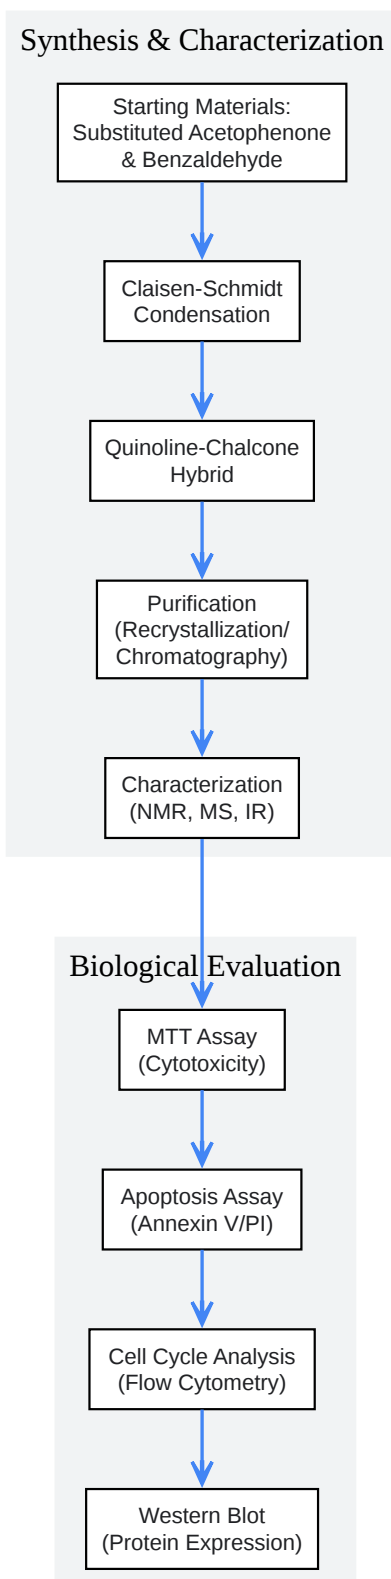 Synthesis & Characterization
Starting Materials:
Substituted Acetophenone
& Benzaldehyde
Claisen-Schmidt
Condensation
Quinoline-Chalcone
Hybrid
Purification
(Recrystallization/
Chromatography)
Characterization
(NMR, MS, IR)
Biological Evaluation
MTT Assay
(Cytotoxicity)
Apoptosis Assay
(Annexin V/PI)
Cell Cycle Analysis
(Flow Cytometry)
Western Blot
(Protein Expression)